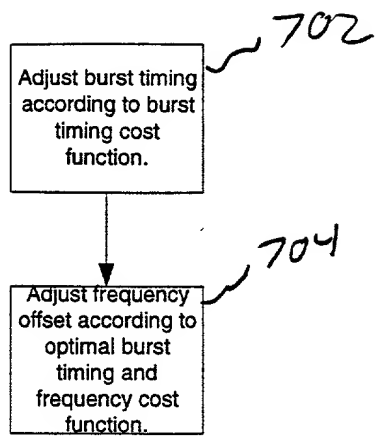 702
Adjust burst timing
according to burst
timing cost
function.
704
Adjust frequency
offset according to
optimal burst
timing and
frequency cost
function.